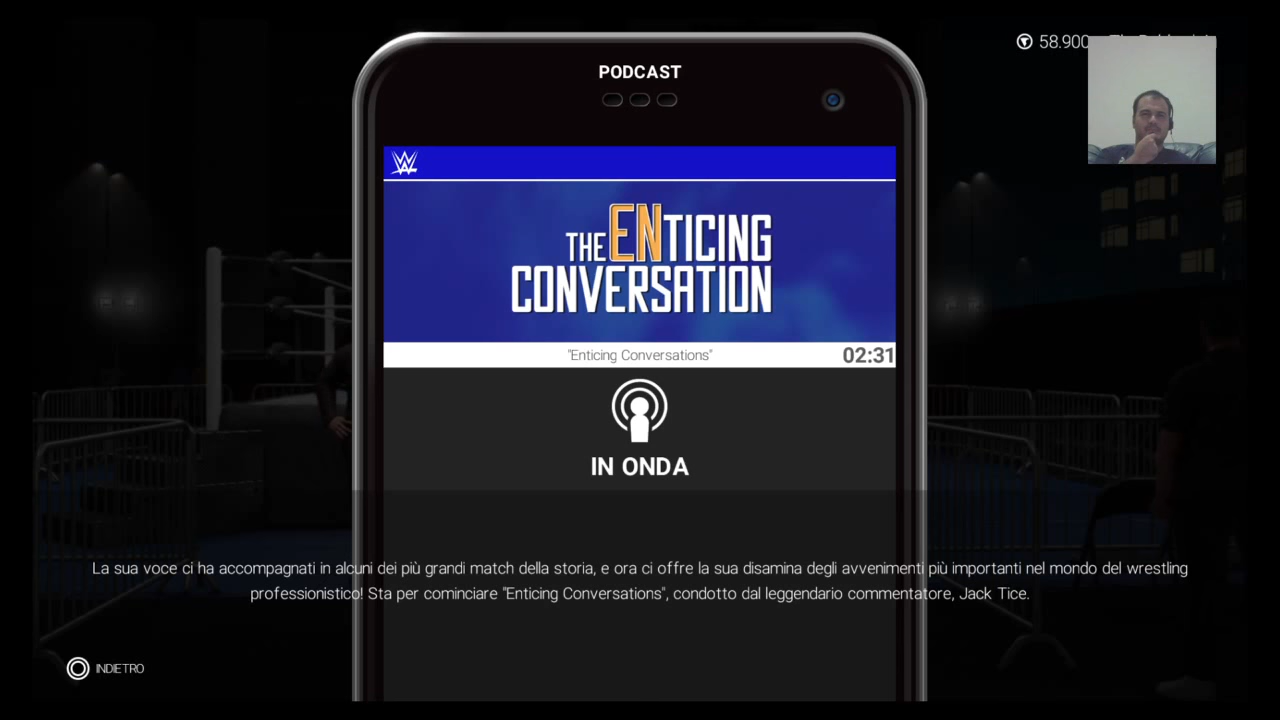 PODCAST
58.900
W
THE ENTICING
CONVERSATION
"Enticing Conversations"
02:31
IN ONDA
La sua voce ci ha accompagnati in alcuni dei più grandi match della storia, e ora ci offre la sua disamina degli avvenimenti più importanti nel mondo del wrestling
professionistico! Sta per cominciare "Enticing Conversations", condotto dal leggendario commentatore, Jack Tice.
INDIETRO